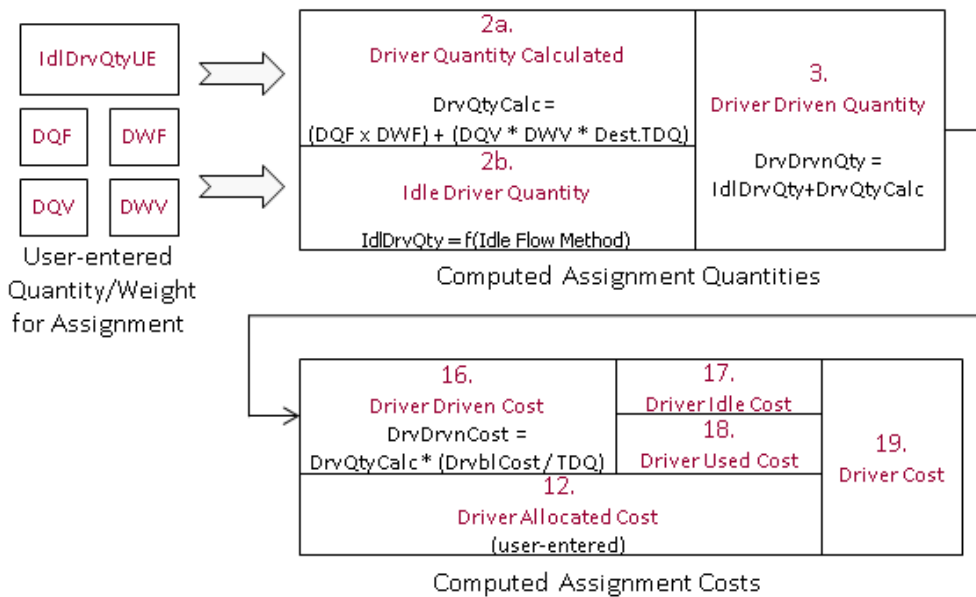 IdlDrvQtyUE
DQF
DWF
DQV
DWV
User-entered
Quantity/Weight
for Assignment
2a.
Driver Quantity Calculated
DrvQtyCalc =
(DQF x DWF) + (DQV * DWV * Dest.TDQ)
2b.
Idle Driver Quantity
IdlDrvQty = f(Idle Flow Method)
3.
Driver Driven Quantity
DrvDrvnQty =
IdlDrvQty+DrvQtyCalc
Computed Assignment Quantities
16.
Driver Driven Cost
DrvDrvnCost =
DrvQtyCalc* (DrvblCost/TDQ)
17.
Driver Idle Cost
18.
Driver Used Cost
12.
Driver Allocated Cost
(user-entered)
19.
Driver Cost
Computed Assignment Costs